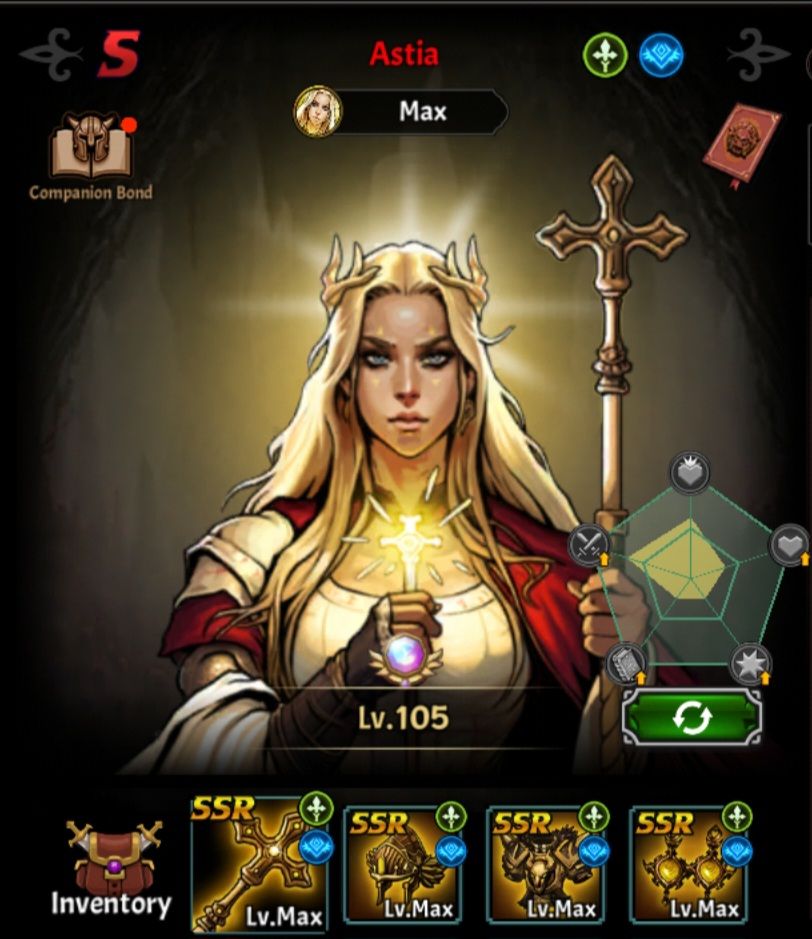 S
Astia
Max
Companion Bond
Lv.105
SSR
SSR
SSR
SSR
Inventory
Lv.Max
Lv.Max
Lv.Max
Lv.Max